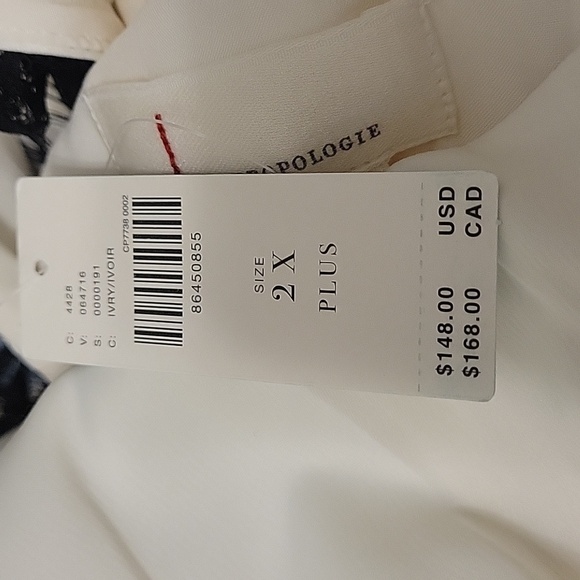 APOLOGIE
C: 4428
V: 064716
S: 0000191
C: IVRY/IVOIR
CP7738 0002
86450855
SIZE
2X
PLUS
$148.00 USD
$168.00 CAD